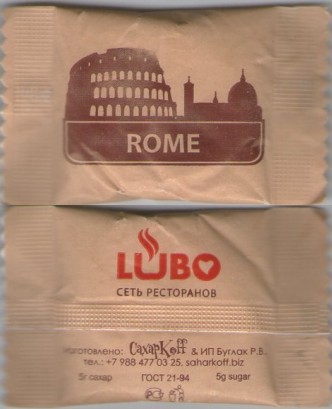 ROME
LUBO
СЕТЬ РЕСТОРАНОВ
изготовлено: СахарКоff & ИП Буглак Р.В.
тел.: +7 988 477 03 25, saharkoff.biz
5г сахар ГОСТ 21-94 5g sugar